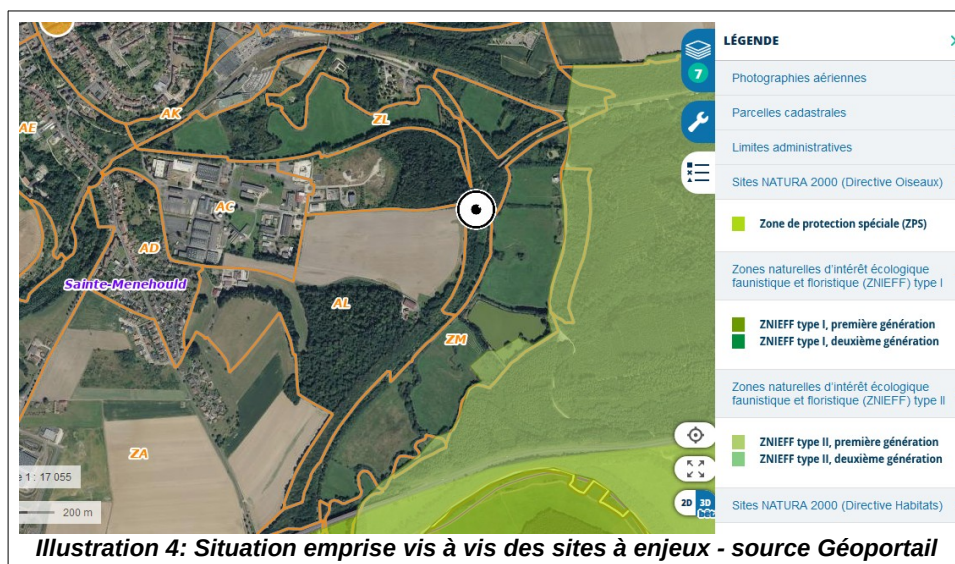 AE
AK
ZL
AC
AD
Sainte-Menehould
AL
ZM
ZA
e 1 : 17 055
200 m
7
2D 3D
bêta
LÉGENDE
Photographies aériennes
Parcelles cadastrales
Limites administratives
Sites NATURA 2000 (Directive Oiseaux)
Zone de protection spéciale (ZPS)
Zones naturelles d'intérêt écologique
faunistique et floristique (ZNIEFF) type I
ZNIEFF type I, première génération
ZNIEFF type I, deuxième génération
Zones naturelles d'intérêt écologique
faunistique et floristique (ZNIEFF) type II
ZNIEFF type II, première génération
ZNIEFF type II, deuxième génération
Sites NATURA 2000 (Directive Habitats)
Illustration 4: Situation emprise vis à vis des sites à enjeux - source Géoportail